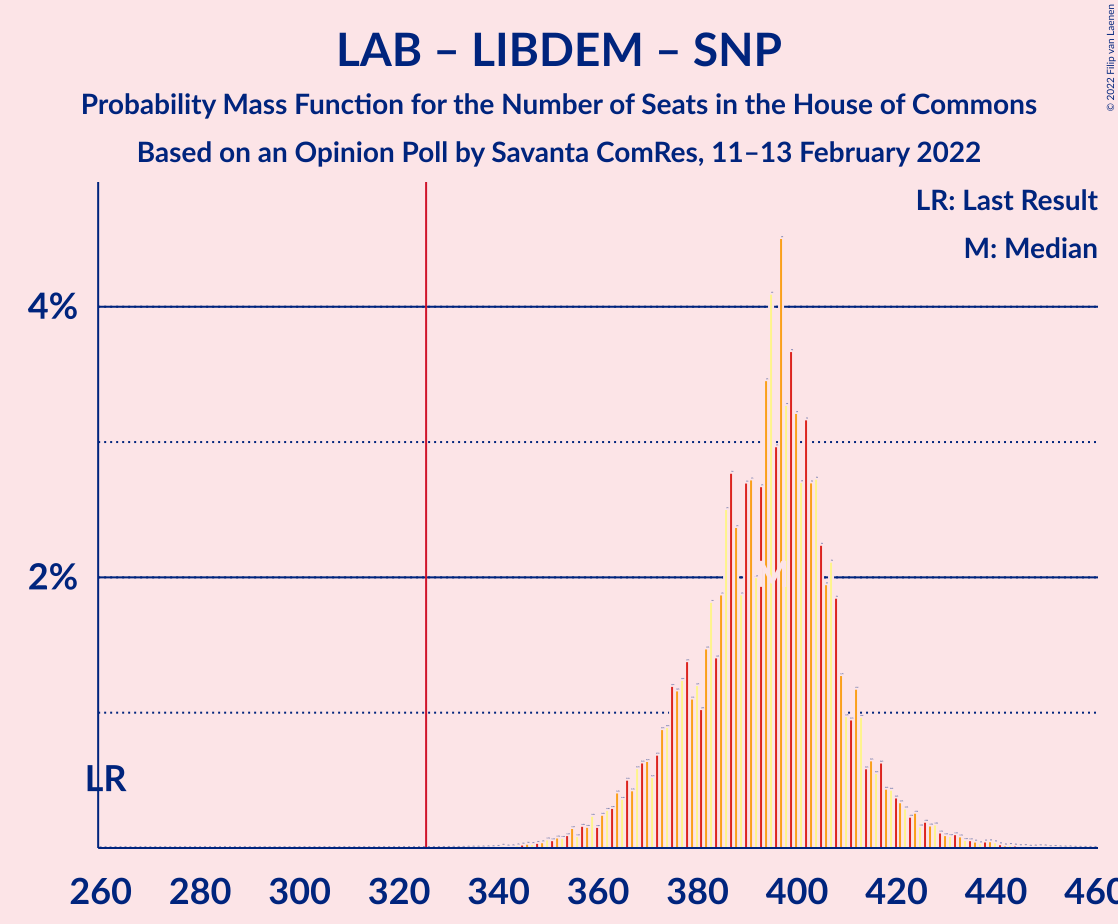 LAB – LIBDEM – SNP
Probability Mass Function for the Number of Seats in the House of Commons
Based on an Opinion Poll by Savanta ComRes, 11–13 February 2022
© 2022 Filip van Laenen
LR: Last Result
M: Median
4%
2%
M
LR
260 280 300 320 340 360 380 400 420 440 460